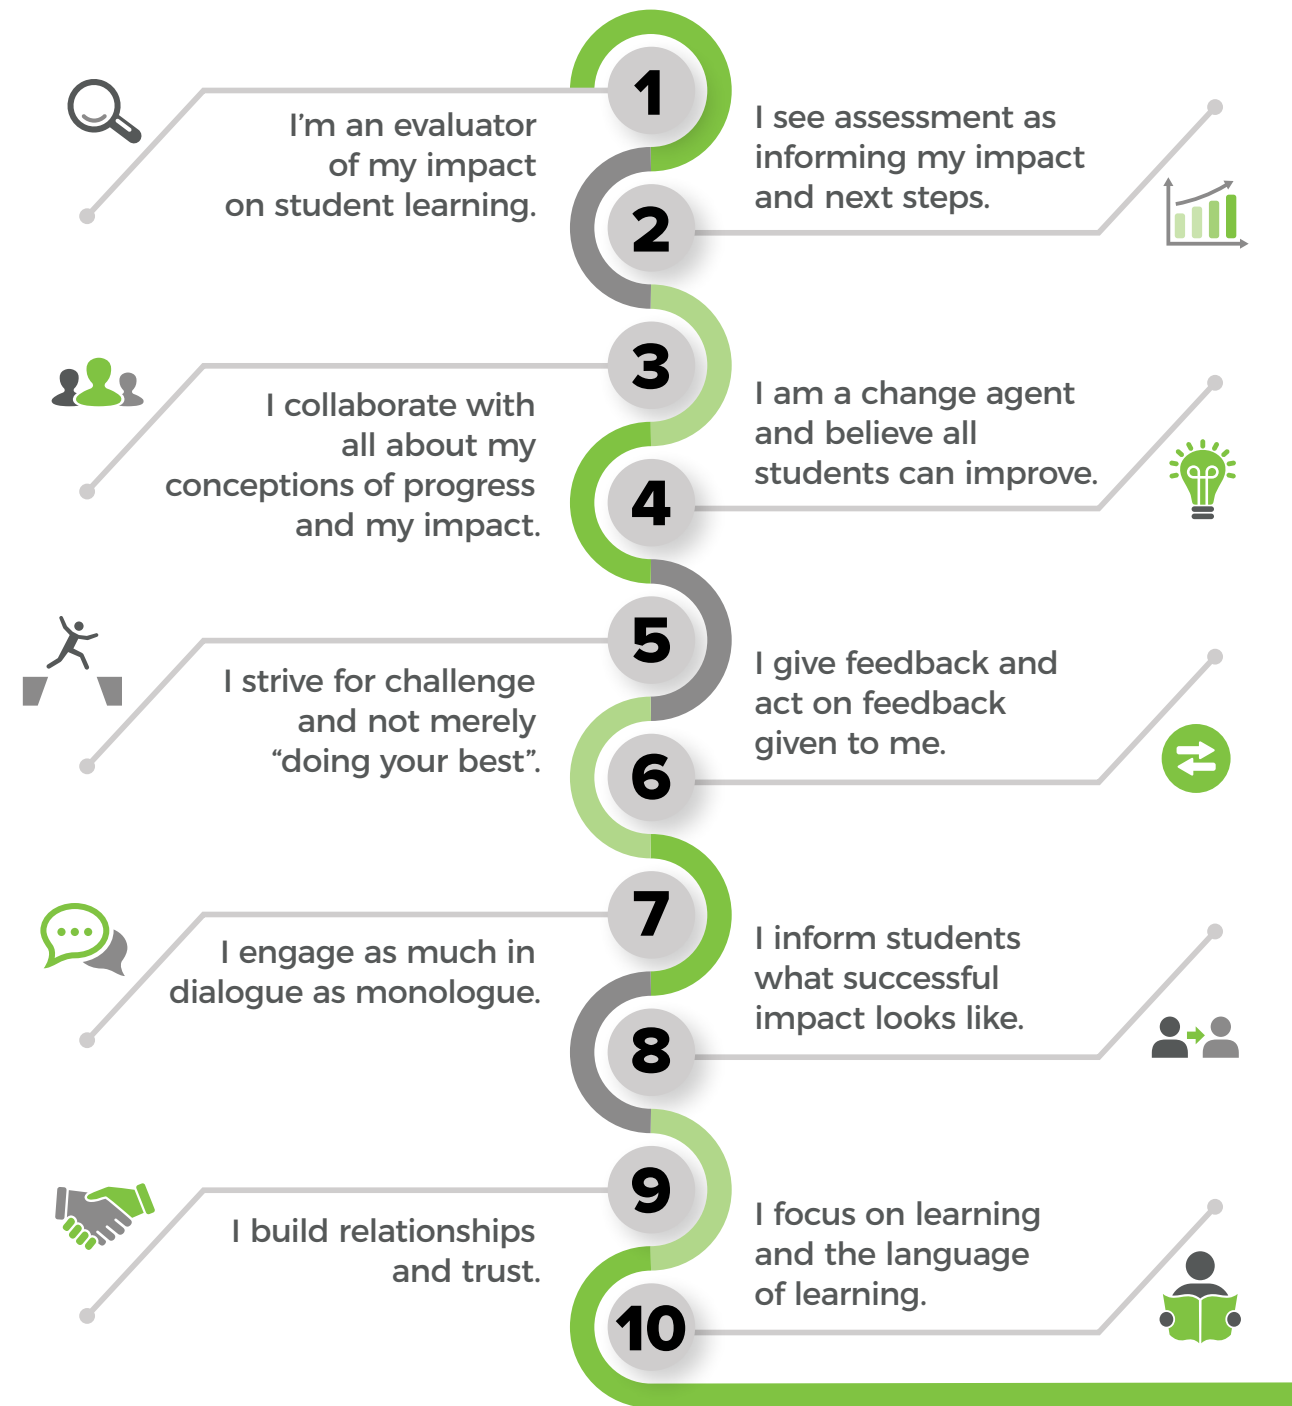 1
I'm an evaluator
of my impact
on student learning.
2
I see assessment as
informing my impact
and next steps.
3
I collaborate with
all about my
conceptions of progress
and my impact.
4
I am a change agent
and believe all
students can improve.
5
I strive for challenge
and not merely
“doing your best”.
6
I give feedback and
act on feedback
given to me.
7
I engage as much in
dialogue as monologue.
8
I inform students
what successful
impact looks like.
9
I build relationships
and trust.
10
I focus on learning
and the language
of learning.